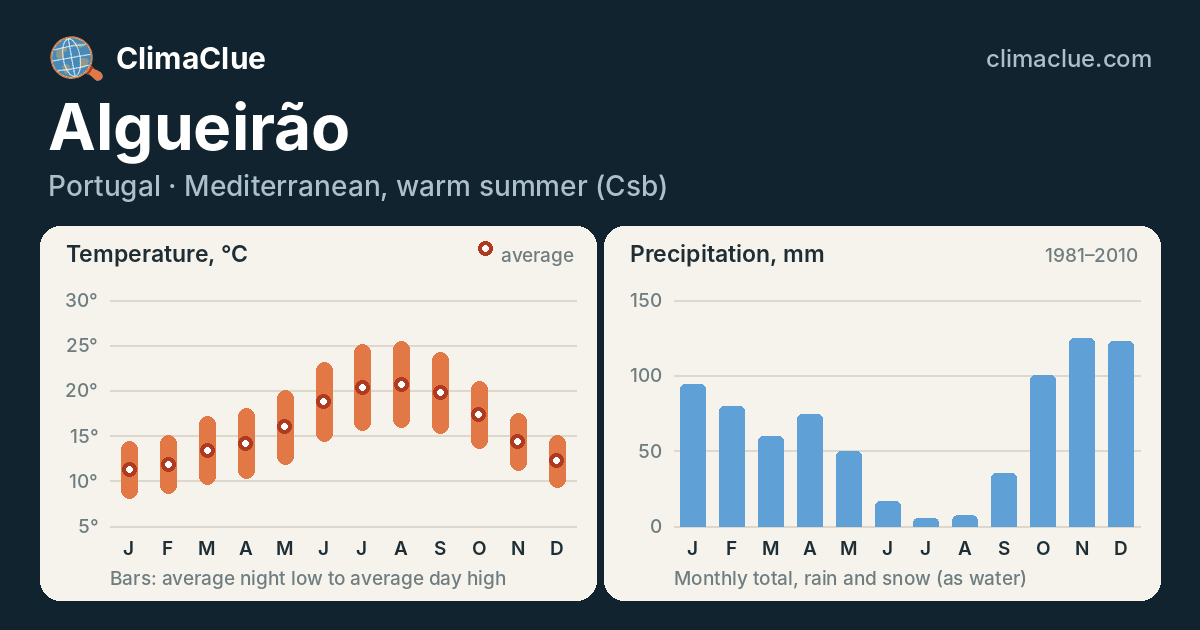 ClimaClue
climaclue.com
Algueirão
Portugal · Mediterranean, warm summer (Csb)
Temperature, °C
average
30°
25°
20°
15°
10°
5°
J F M A M J J A S O N D
Bars: average night low to average day high
Precipitation, mm
1981–2010
150
100
50
0
J F M A M J J A S O N D
Monthly total, rain and snow (as water)